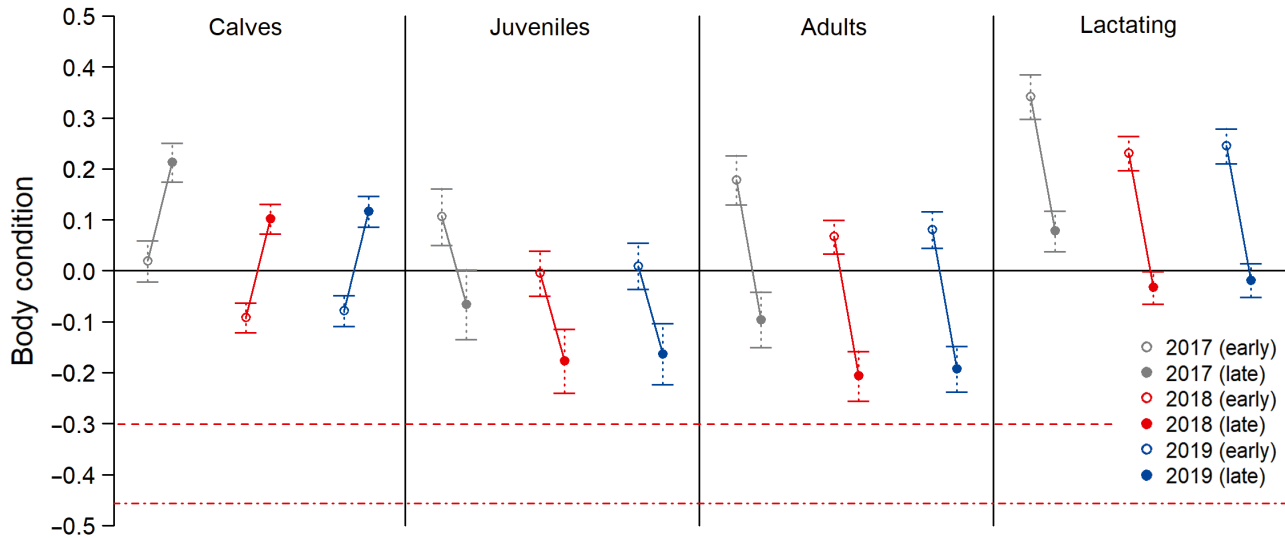 Calves Juveniles Adults Lactating
Body condition
0.5
0.4
0.3
0.2
0.1
0.0
−0.1
−0.2
−0.3
−0.4
−0.5
2017 (early)
2017 (late)
2018 (early)
2018 (late)
2019 (early)
2019 (late)